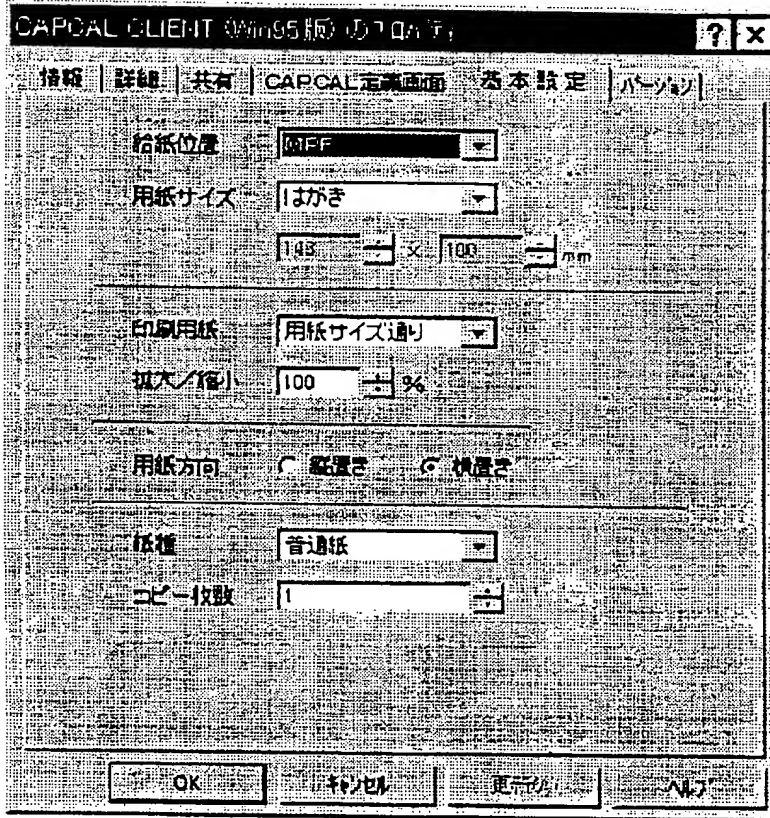 CAPCAL CLIENT (Win95版) のプロパティ
情報 詳細 共有 CAPCAL定義画面 基本設定 バージョン
給紙位置
用紙サイズ はがき
148 × 100 mm
印刷用紙 用紙サイズ通り
拡大/縮小 100 %
用紙方向 縦置き 横置き
紙種 普通紙
コピー枚数 1
OK キャンセル ヘルプ